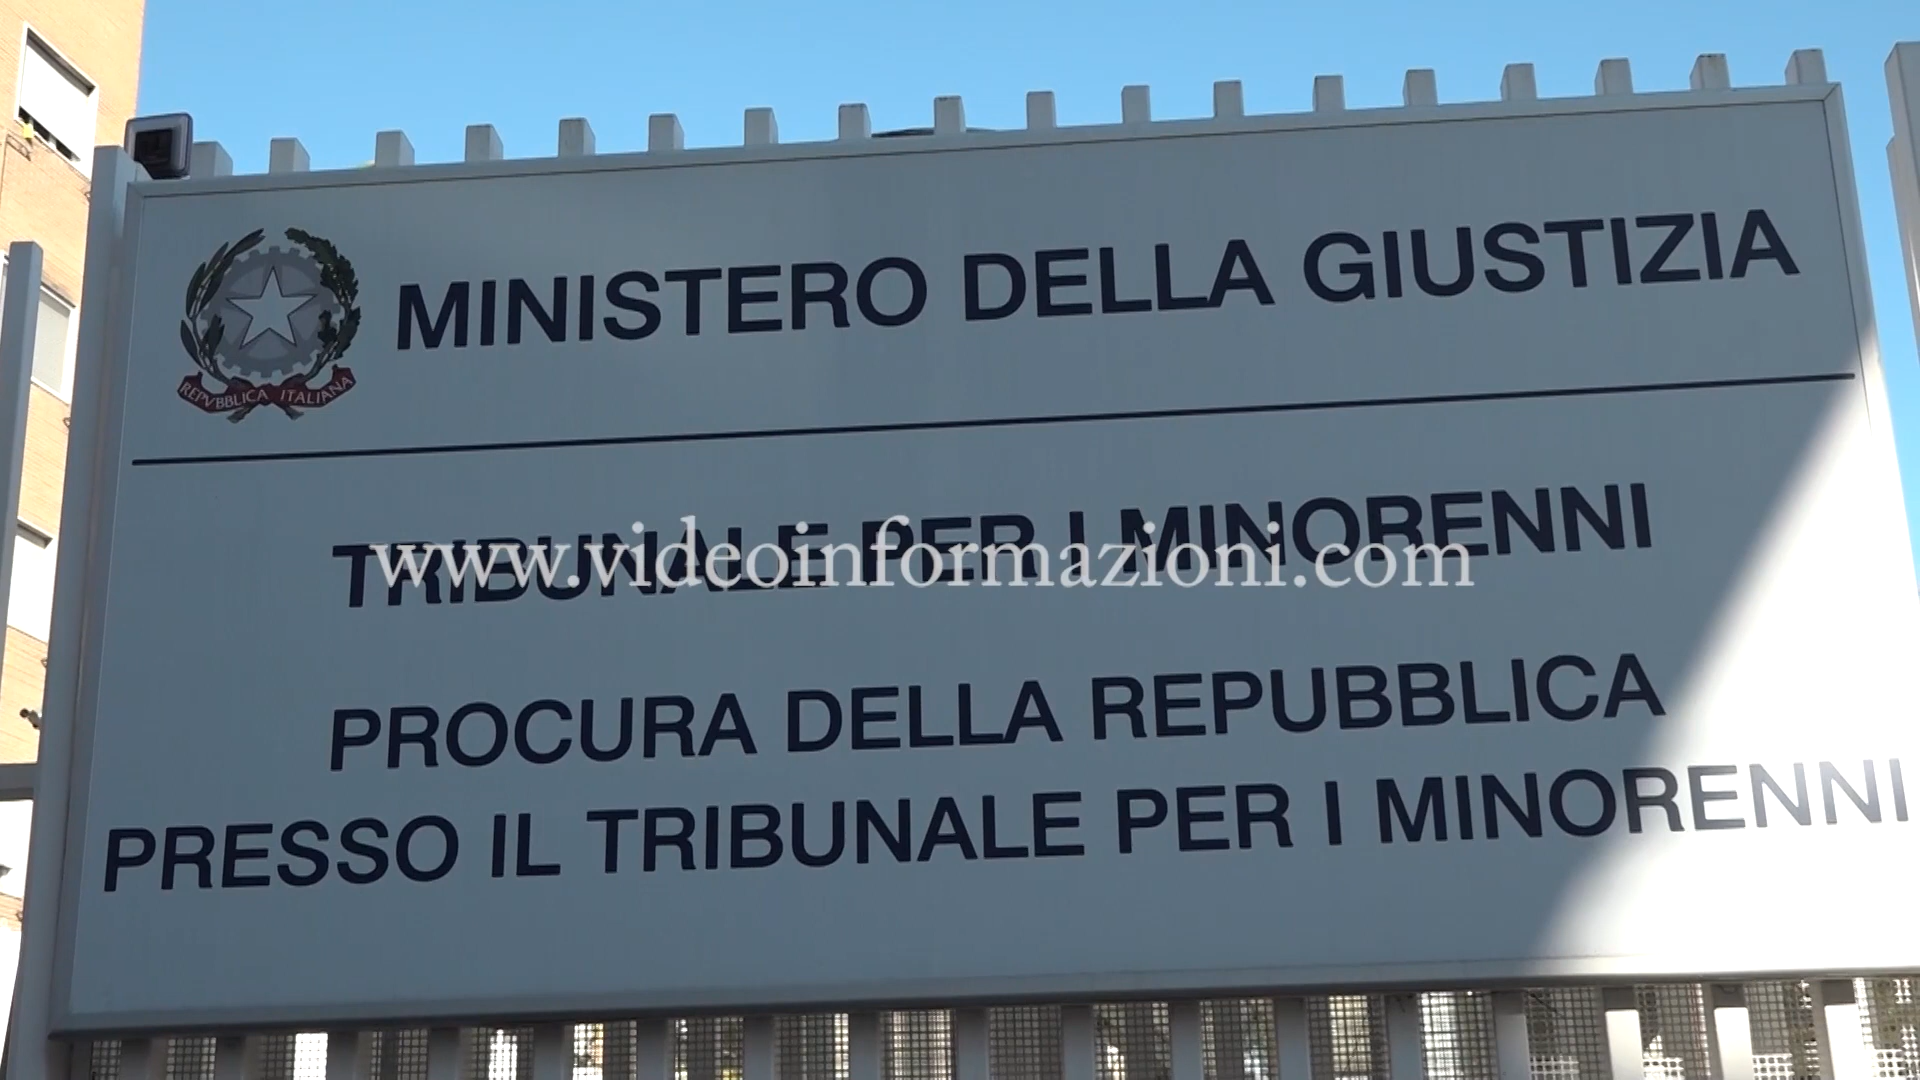 MINISTERO DELLA GIUSTIZIA
REPVBBLICA ITALIANA
TRIBUNALE PER I MINORENNI
www.videoinformazioni.com
PROCURA DELLA REPUBBLICA
PRESSO IL TRIBUNALE PER I MINORENNI